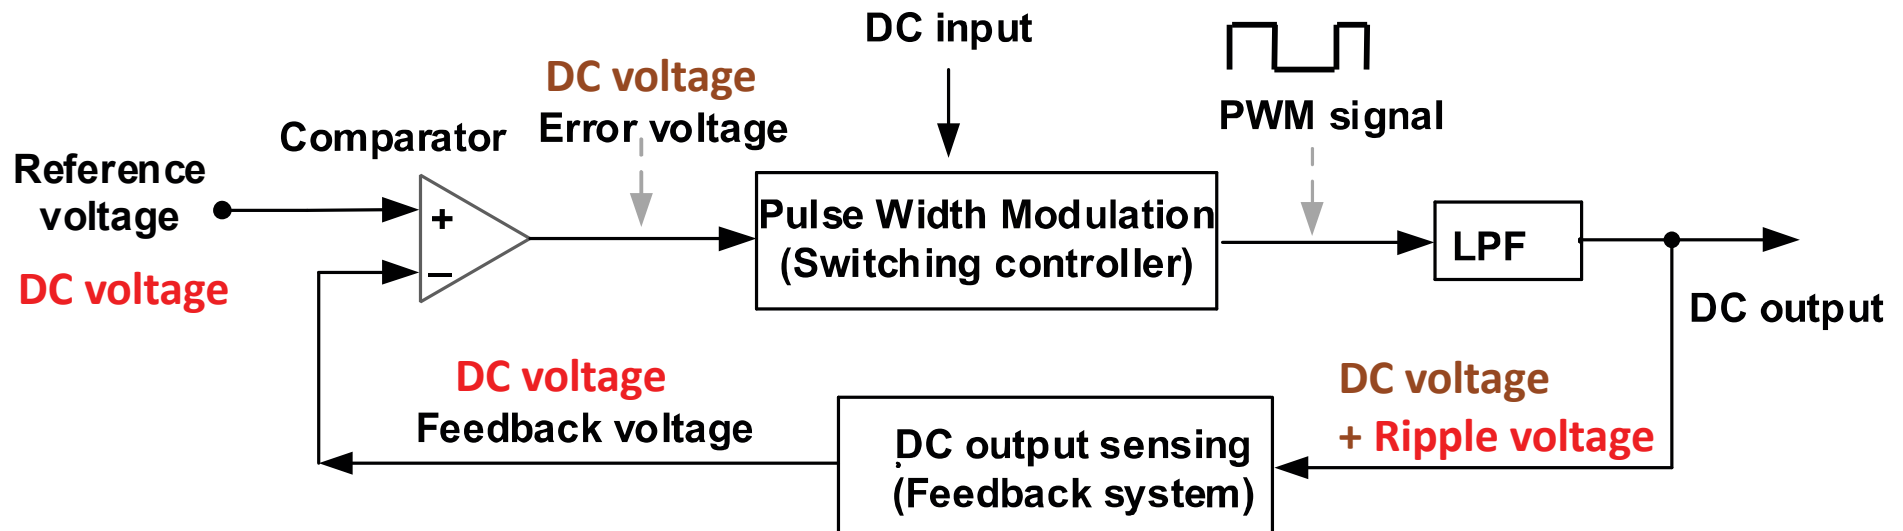 DC input
DC voltage
Error voltage
PWM signal
Comparator
Reference
voltage
DC voltage
+
−
Pulse Width Modulation
(Switching controller)
LPF
DC output
DC voltage
Feedback voltage
DC output sensing
(Feedback system)
DC voltage
+ Ripple voltage